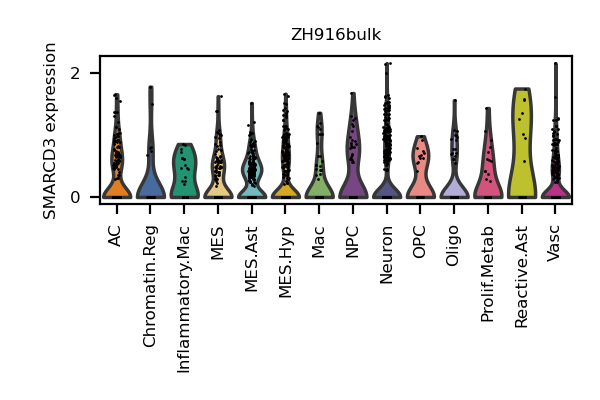 ZH916bulk
SMARCD3 expression
2
0
AC
Chromatin.Reg
Inflammatory.Mac
MES
MES.Ast
MES.Hyp
Mac
NPC
Neuron
OPC
Oligo
Prolif.Metab
Reactive.Ast
Vasc